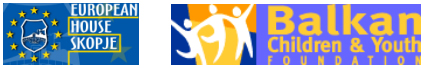 EUROPEAN
HOUSE
SKOPJE
Balkan
Children & Youth
FOUNDATION